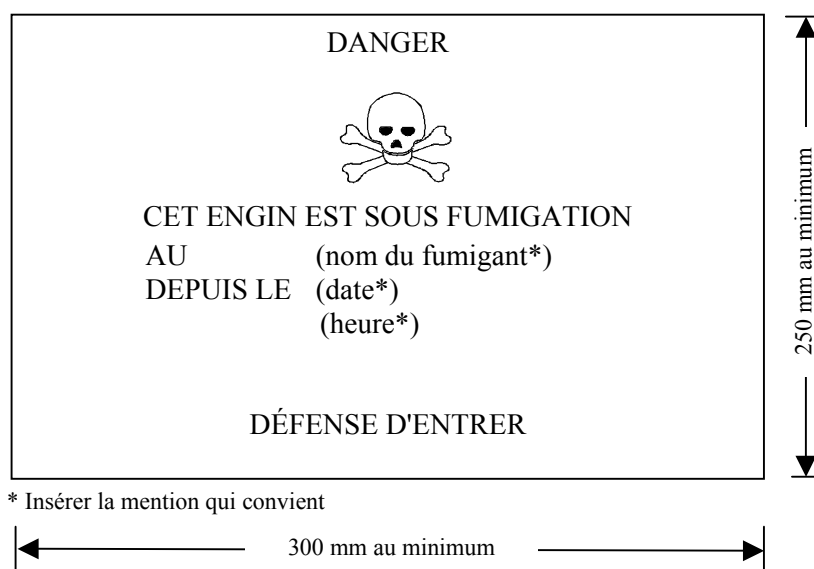 DANGER
CET ENGIN EST SOUS FUMIGATION
AU (nom du fumigant*)
DEPUIS LE (date*)
(heure*)
DÉFENSE D'ENTRER
* Insérer la mention qui convient
300 mm au minimum
250 mm au minimum